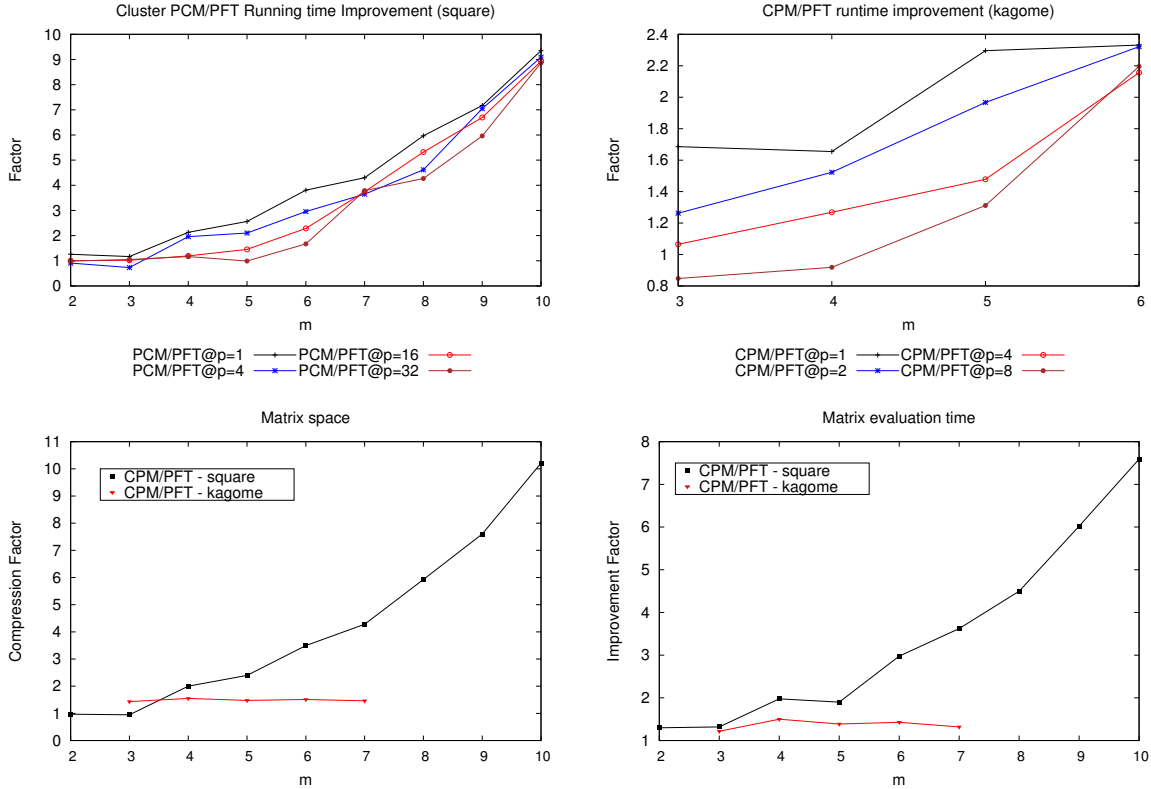 Cluster PCM/PFT Running time Improvement (square)
10
9
8
7
6
5
4
3
2
1
0
Factor
2 3 4 5 6 7 8 9 10
m
PCM/PFT@p=1 PCM/PFT@p=16
PCM/PFT@p=4 PCM/PFT@p=32
CPM/PFT runtime improvement (kagome)
2.4
2.2
2
1.8
1.6
1.4
1.2
1
0.8
Factor
3 4 5 6
m
CPM/PFT@p=1 CPM/PFT@p=4
CPM/PFT@p=2 CPM/PFT@p=8
Matrix space
11
10
9
8
7
6
5
4
3
2
1
0
Compression Factor
CPM/PFT - square
CPM/PFT - kagome
2 3 4 5 6 7 8 9 10
m
Matrix evaluation time
8
7
6
5
4
3
2
1
Improvement Factor
CPM/PFT - square
CPM/PFT - kagome
2 3 4 5 6 7 8 9 10
m